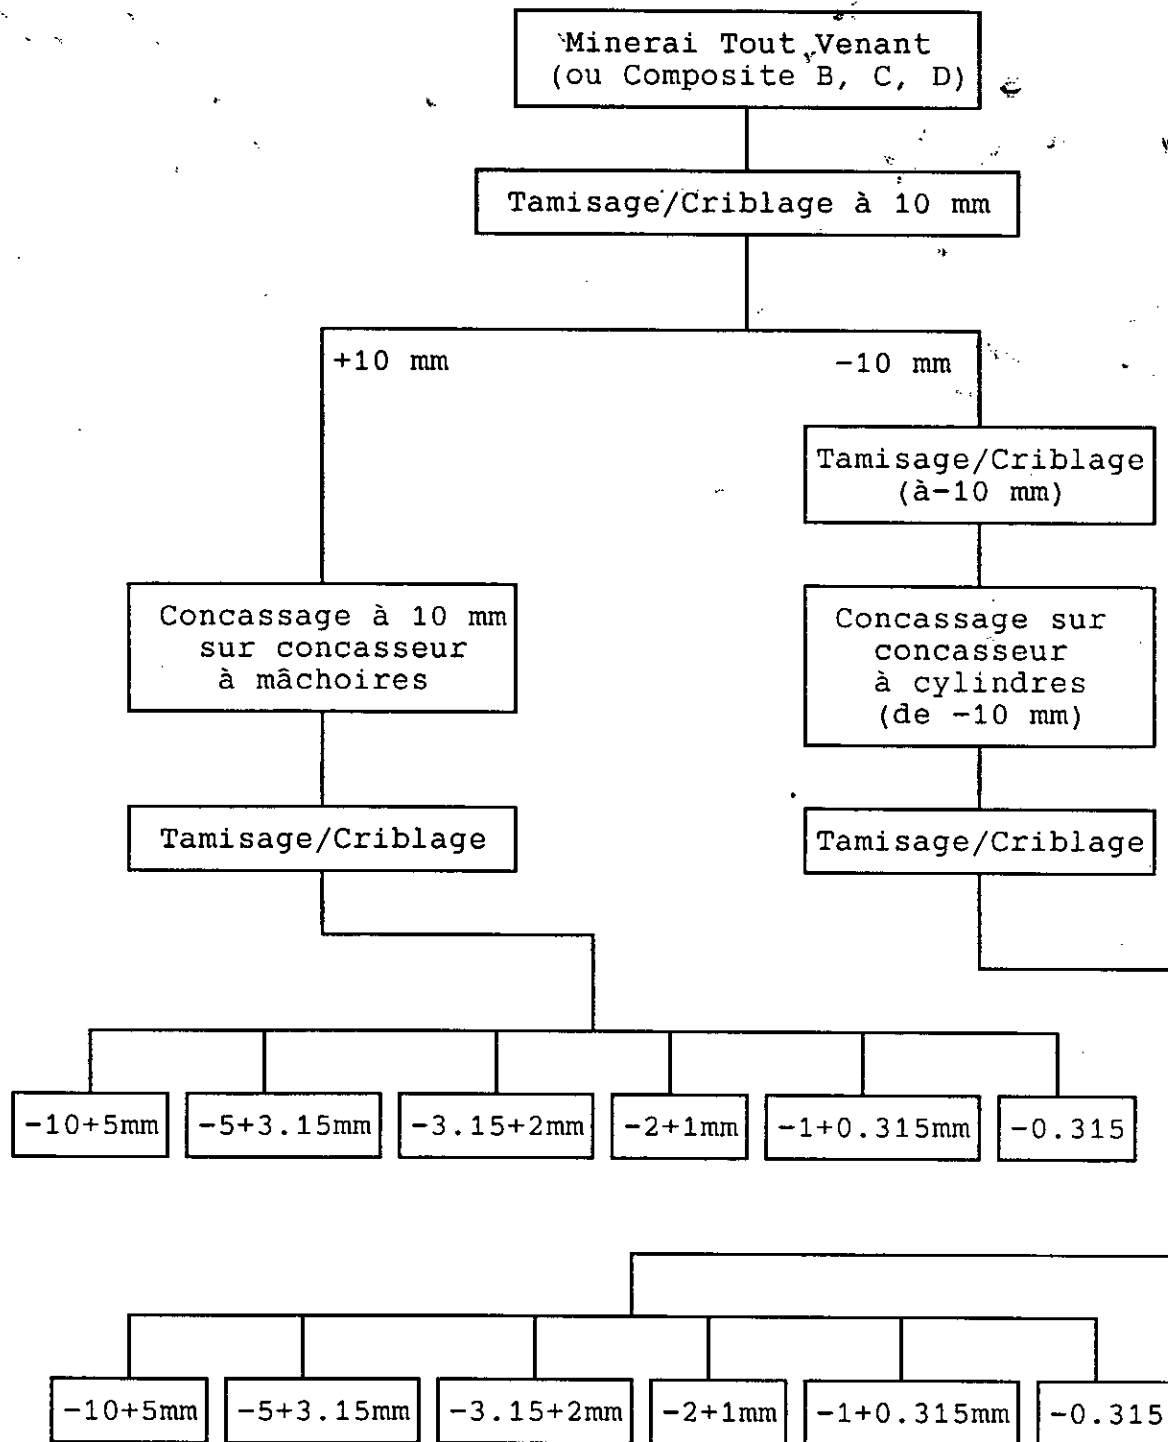 Minerai Tout Venant
(ou Composite B, C, D)
Tamisage/Criblage à 10 mm
+10 mm
-10 mm
Tamisage/Criblage
(à-10 mm)
Concassage à 10 mm
sur concasseur
à mâchoires
Concassage sur
concasseur
à cylindres
(de -10 mm)
Tamisage/Criblage
Tamisage/Criblage
-10+5mm
-5+3.15mm
-3.15+2mm
-2+1mm
-1+0.315mm
-0.315
-10+5mm
-5+3.15mm
-3.15+2mm
-2+1mm
-1+0.315mm
-0.315